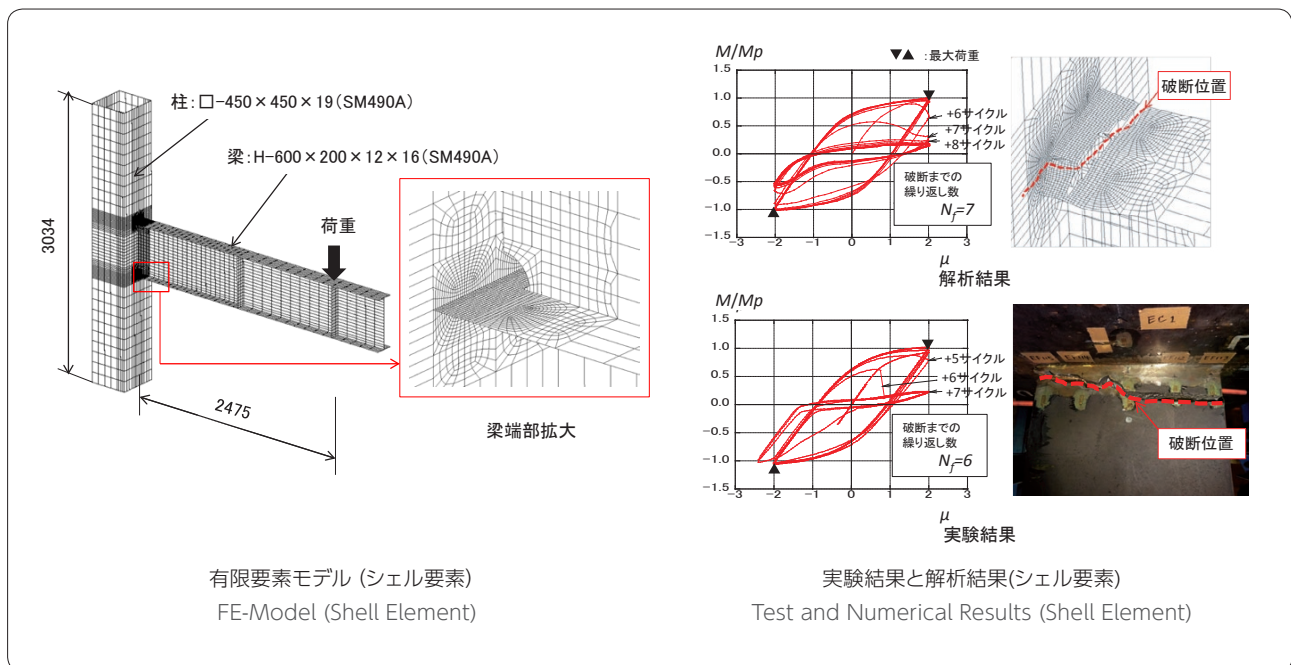 柱：□-450×450×19(SM490A)
梁：H-600×200×12×16(SM490A)
荷重
3034
2475
梁端部拡大
有限要素モデル (シェル要素)
FE-Model (Shell Element)
M/Mp
▼▲ :最大荷重
1.5
1.0
0.5
0.0
−0.5
−1.0
−1.5
−3 −2 −1 0 1 2 3
+6サイクル
+7サイクル
+8サイクル
破断までの
繰り返し数
Nf=7
μ
解析結果
破断位置
M/Mp
1.5
1.0
0.5
0.0
−0.5
−1.0
−1.5
−3 −2 −1 0 1 2 3
+5サイクル
+6サイクル
+7サイクル
破断までの
繰り返し数
Nf=6
μ
実験結果
EC1
破断位置
実験結果と解析結果(シェル要素)
Test and Numerical Results (Shell Element)